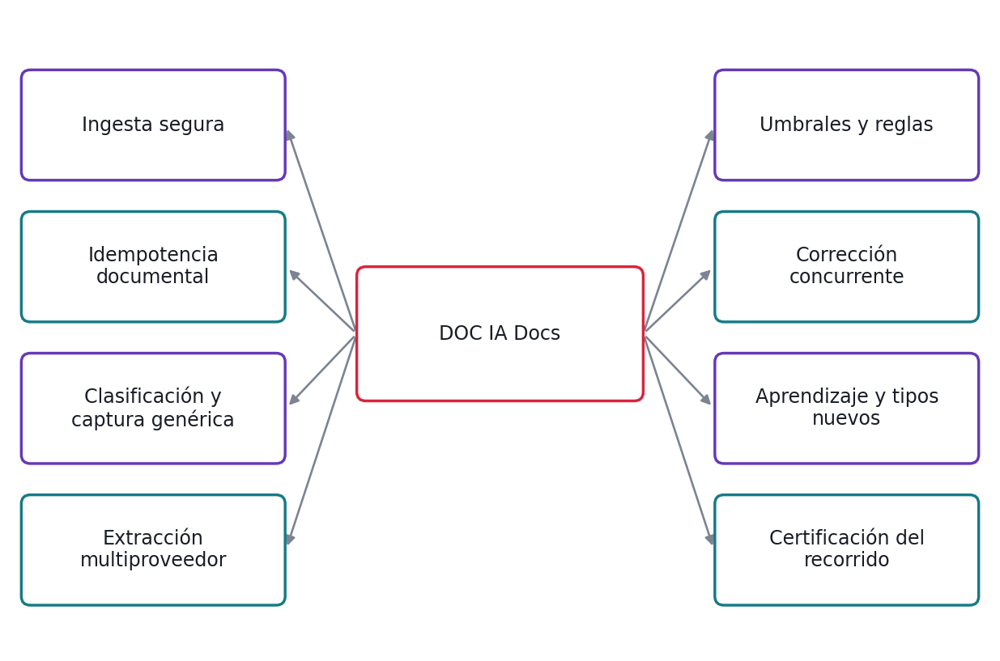 Ingesta segura
Idempotencia
documental
Clasificación y
captura genérica
Extracción
multiproveedor
DOC IA Docs
Umbrales y reglas
Corrección
concurrente
Aprendizaje y tipos
nuevos
Certificación del
recorrido